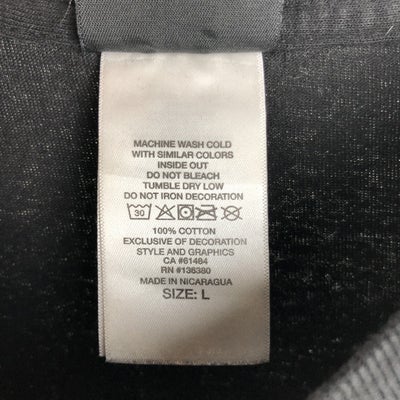 MACHINE WASH COLD
WITH SIMILAR COLORS
INSIDE OUT
DO NOT BLEACH
TUMBLE DRY LOW
DO NOT IRON DECORATION
30
100% COTTON
EXCLUSIVE OF DECORATION
STYLE AND GRAPHICS
CA #61484
RN #136380
MADE IN NICARAGUA
SIZE: L